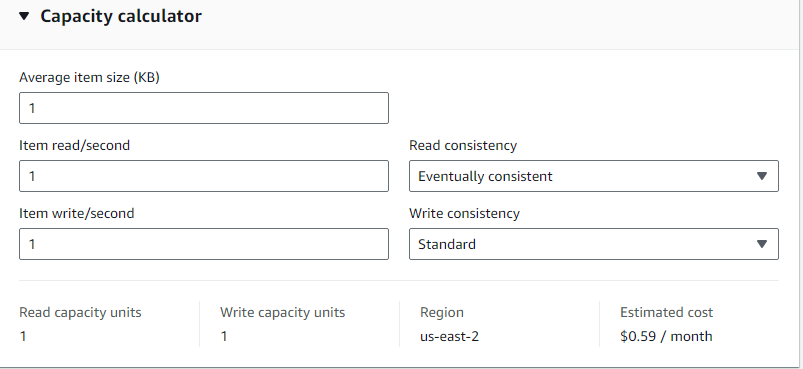 Capacity calculator
Average item size (KB)
1
Item read/second
1
Read consistency
Eventually consistent
Item write/second
1
Write consistency
Standard
Read capacity units
1
Write capacity units
1
Region
us-east-2
Estimated cost
$0.59 / month